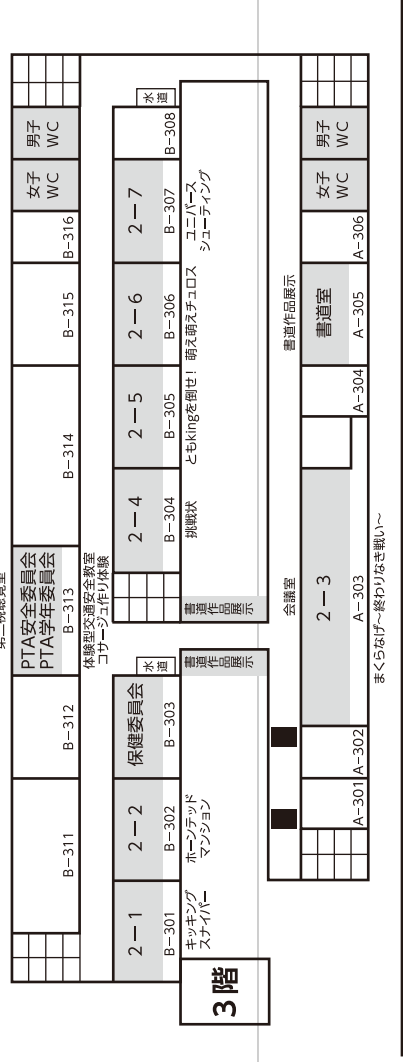 3階
男子
WC
女子
WC
B－316
B－315
B－314
PTA安全委員会
PTA学年委員会
B－313
体験型交通安全教室
コサージュ作り体験
B－312
B－311
水道
B－308
2－7
B－307
ユニバース
シューティング
2－6
B－306
萌え萌えチュロス
2－5
B－305
ともkingを倒せ！
2－4
B－304
挑戦状
書道作品展示
水道
書道作品展示
保健委員会
B－303
2－2
B－302
ホーンテッド
マンション
2－1
B－301
キッキング
スナイパー
男子
WC
女子
WC
A－306
書道作品展示
書道室
A－305
A－304
会議室
2－3
A－303
まくらなげ～終わりなき戦い～
A－302
A－301